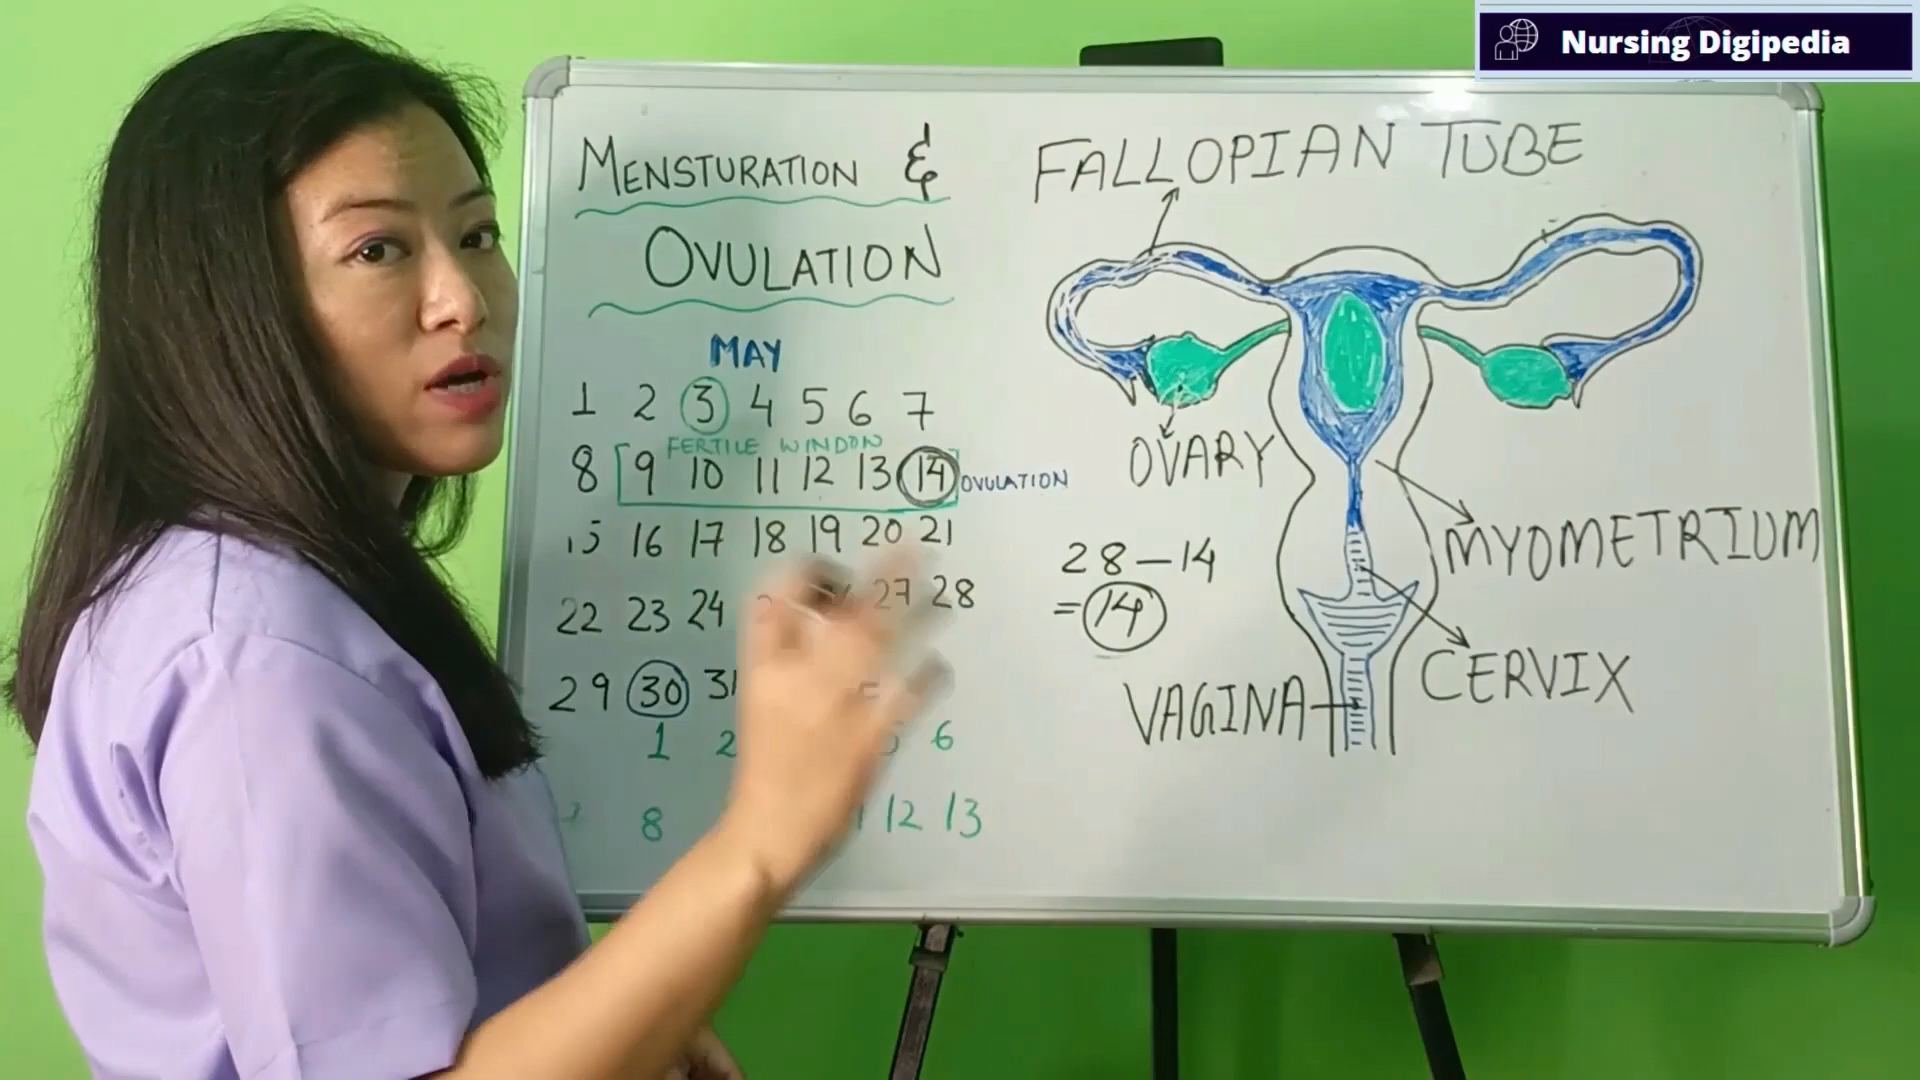 Nursing Digipedia
MENSTURATION &
OVULATION
MAY
1 2 3 4 5 6 7
FERTILE WINDOW
8 9 10 11 12 13 14 OVULATION
15 16 17 18 19 20 21
22 23 24 27 28
29 30 31
1 2 6
8 12 13
FALLOPIAN TUBE
OVARY
MYOMETRIUM
28-14
=14
CERVIX
VAGINA